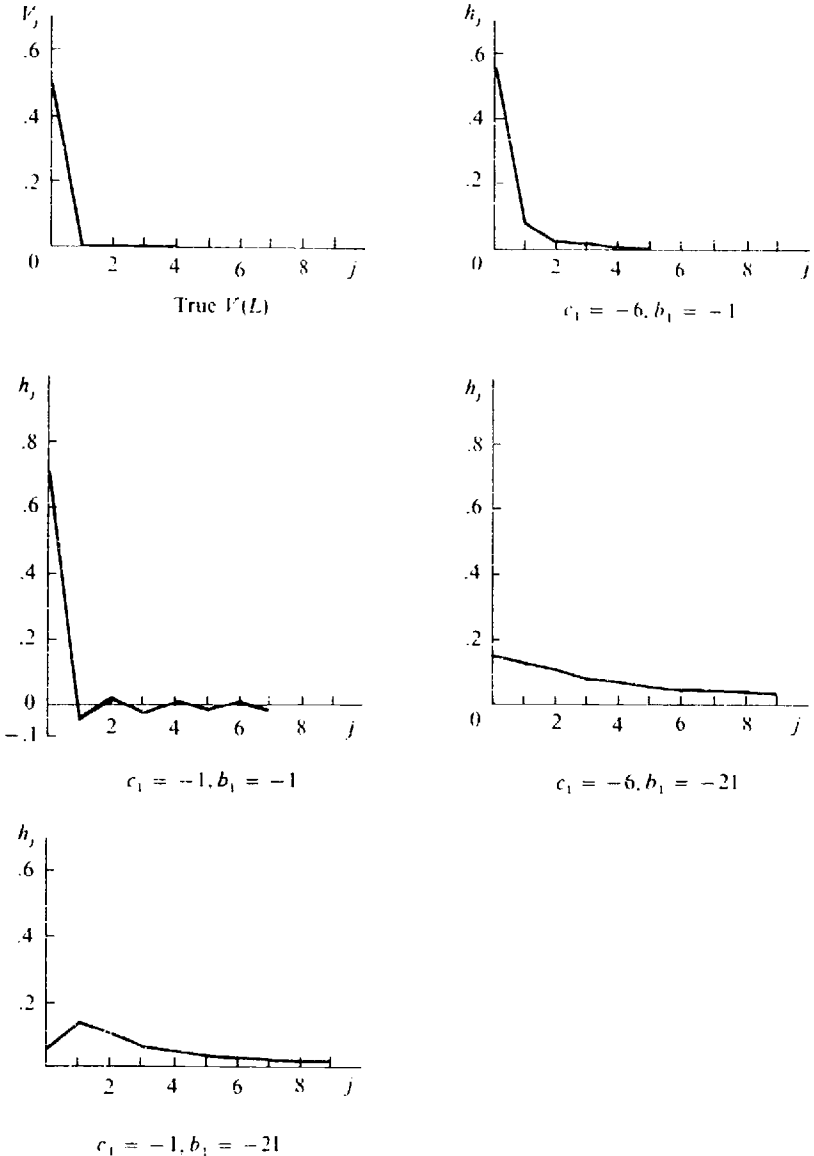 V_j
.6
.4
.2
0 2 4 6 8 j
True V(L)
h_j
.6
.4
.2
0 2 4 6 8 j
c_1 = −6, b_1 = −1
h_j
.8
.6
.4
.2
0
−.1
2 4 6 8 j
c_1 = −1, b_1 = −1
h_j
.8
.6
.4
.2
0 2 4 6 8 j
c_1 = −6, b_1 = −21
h_j
.6
.4
.2
2 4 6 8 j
c_1 = −1, b_1 = −21